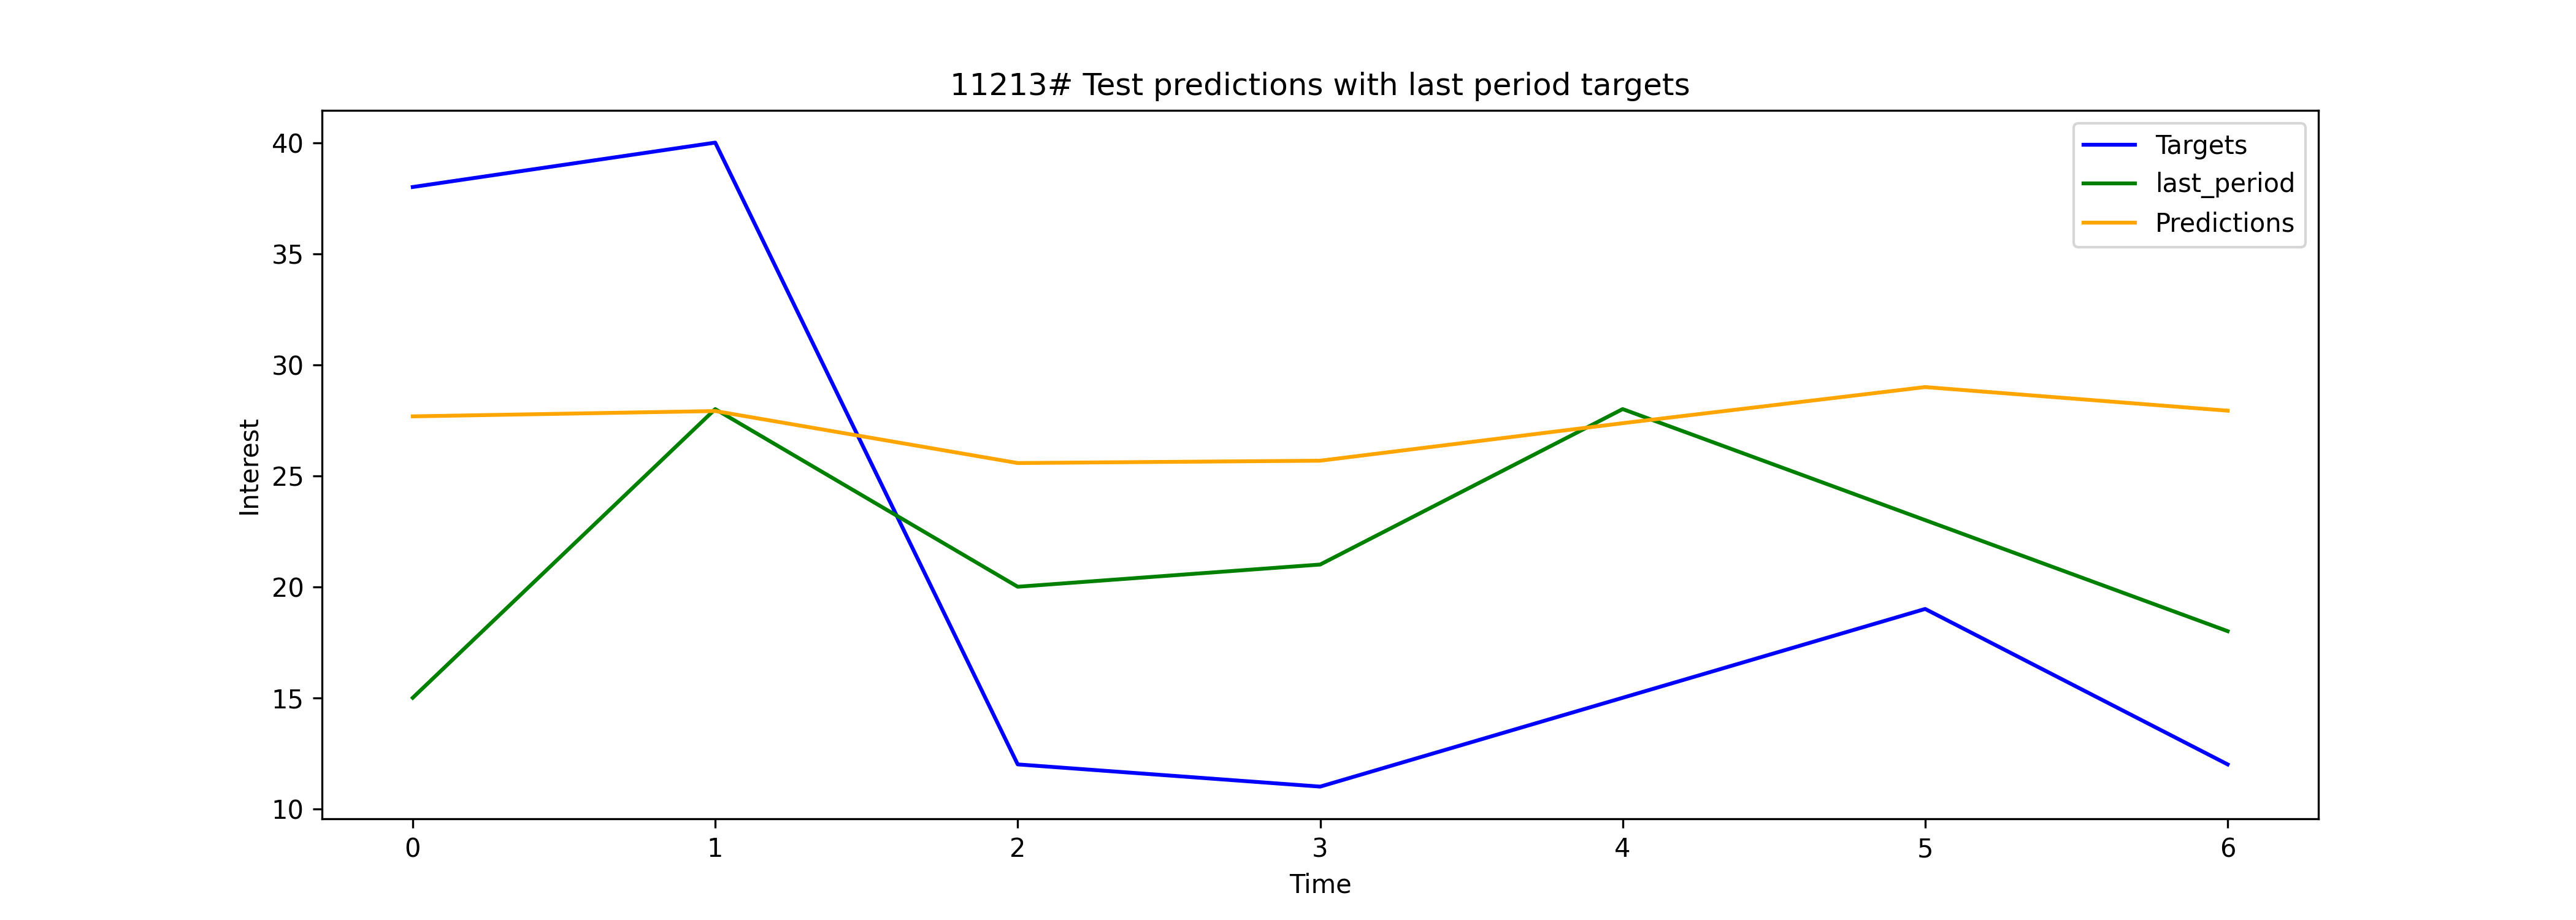 11213# Test predictions with last period targets
Targets
last_period
Predictions
Interest
40
35
30
25
20
15
10
0 1 2 3 4 5 6
Time